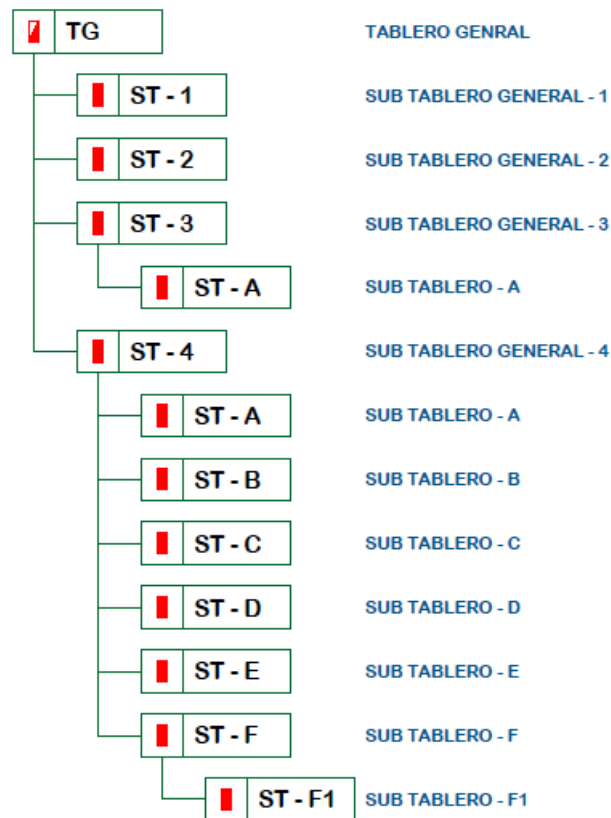 TG TABLERO GENRAL
ST - 1 SUB TABLERO GENERAL - 1
ST - 2 SUB TABLERO GENERAL - 2
ST - 3 SUB TABLERO GENERAL - 3
ST - A SUB TABLERO - A
ST - 4 SUB TABLERO GENERAL - 4
ST - A SUB TABLERO - A
ST - B SUB TABLERO - B
ST - C SUB TABLERO - C
ST - D SUB TABLERO - D
ST - E SUB TABLERO - E
ST - F SUB TABLERO - F
ST - F1 SUB TABLERO - F1